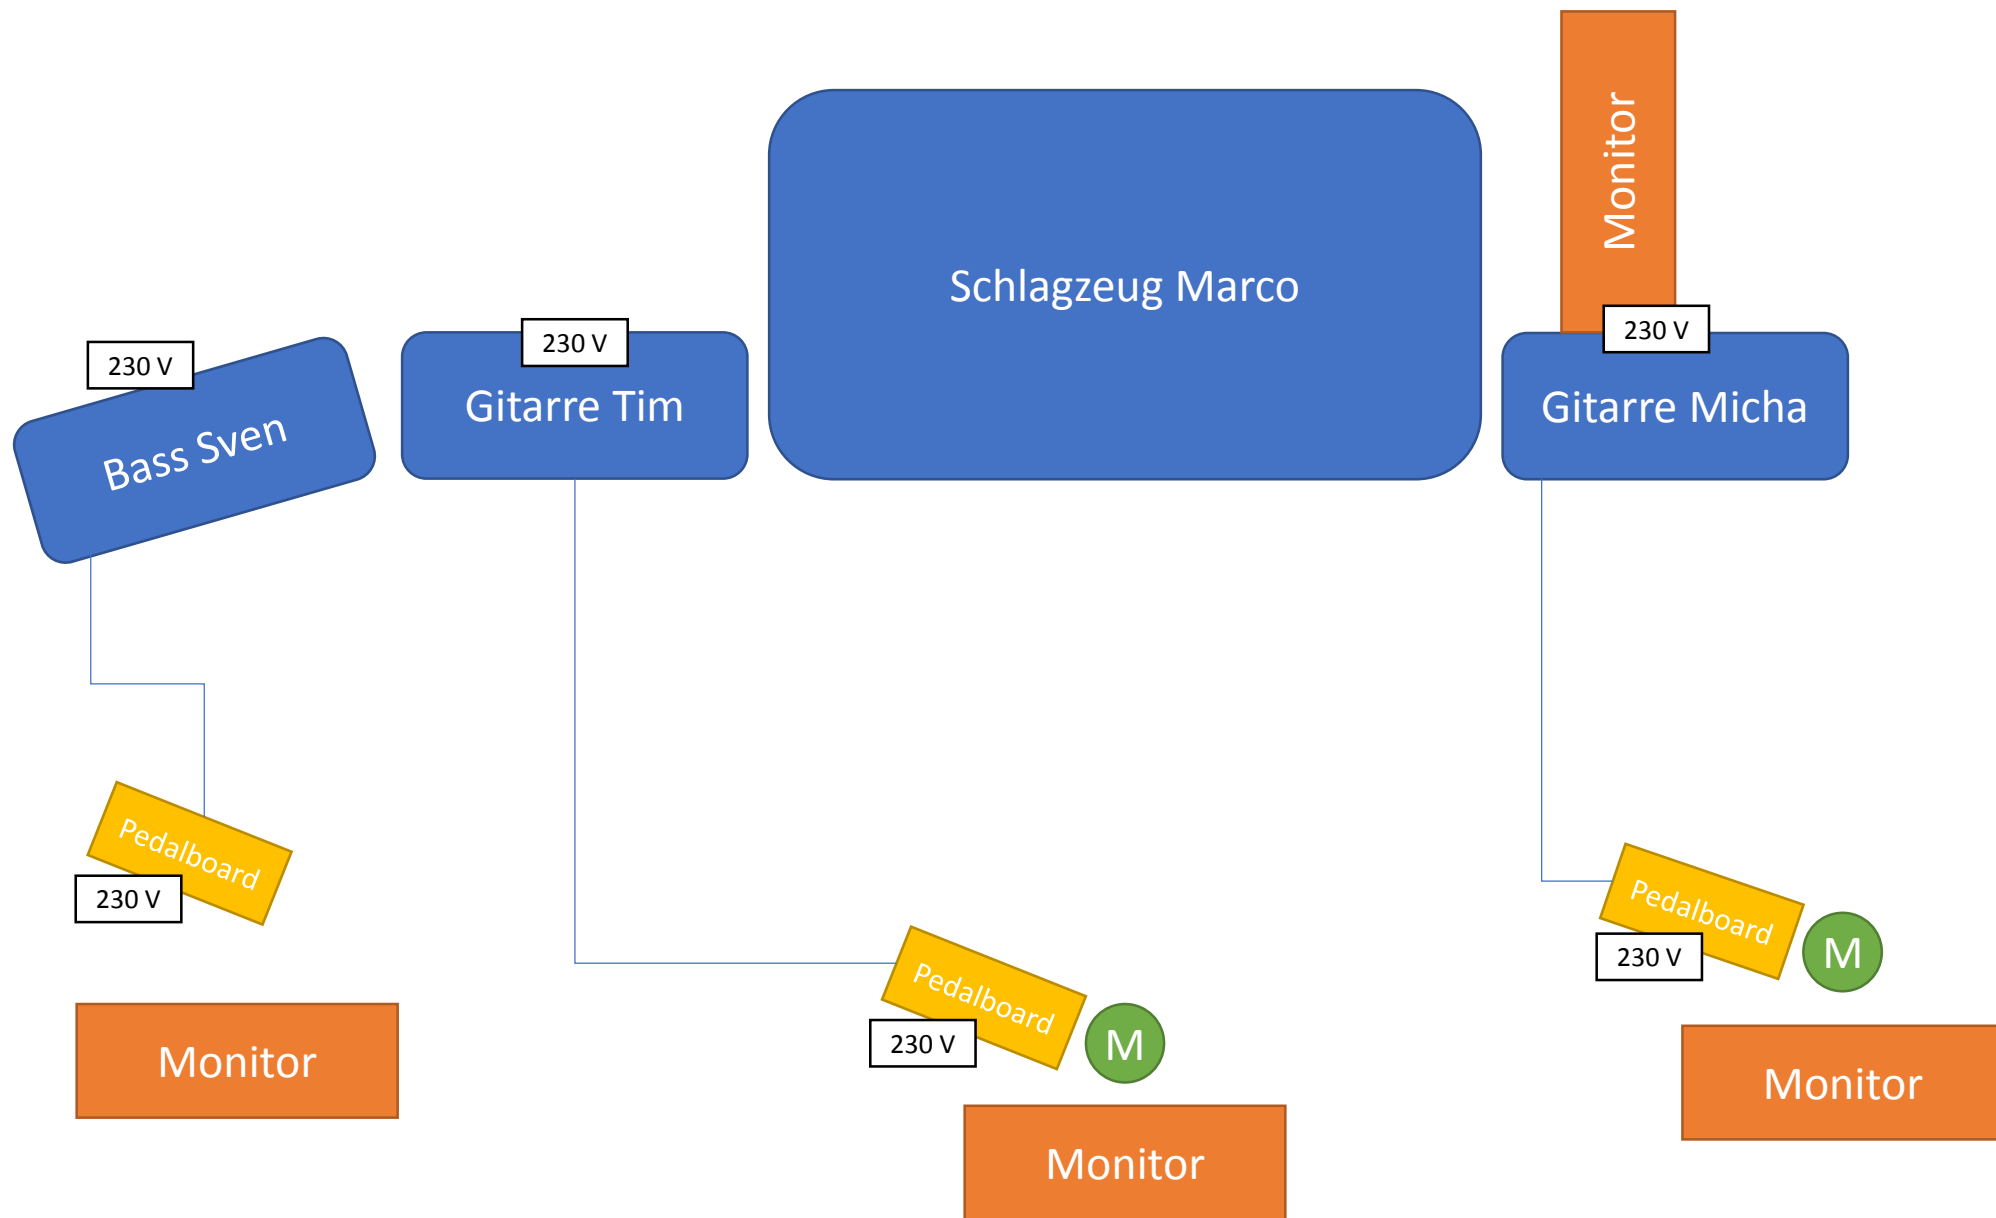 Monitor
Schlagzeug Marco
230 V
Bass Sven
230 V
Gitarre Tim
230 V
Gitarre Micha
Pedalboard
230 V
Pedalboard
230 V
M
Pedalboard
230 V
M
Monitor
Monitor
Monitor